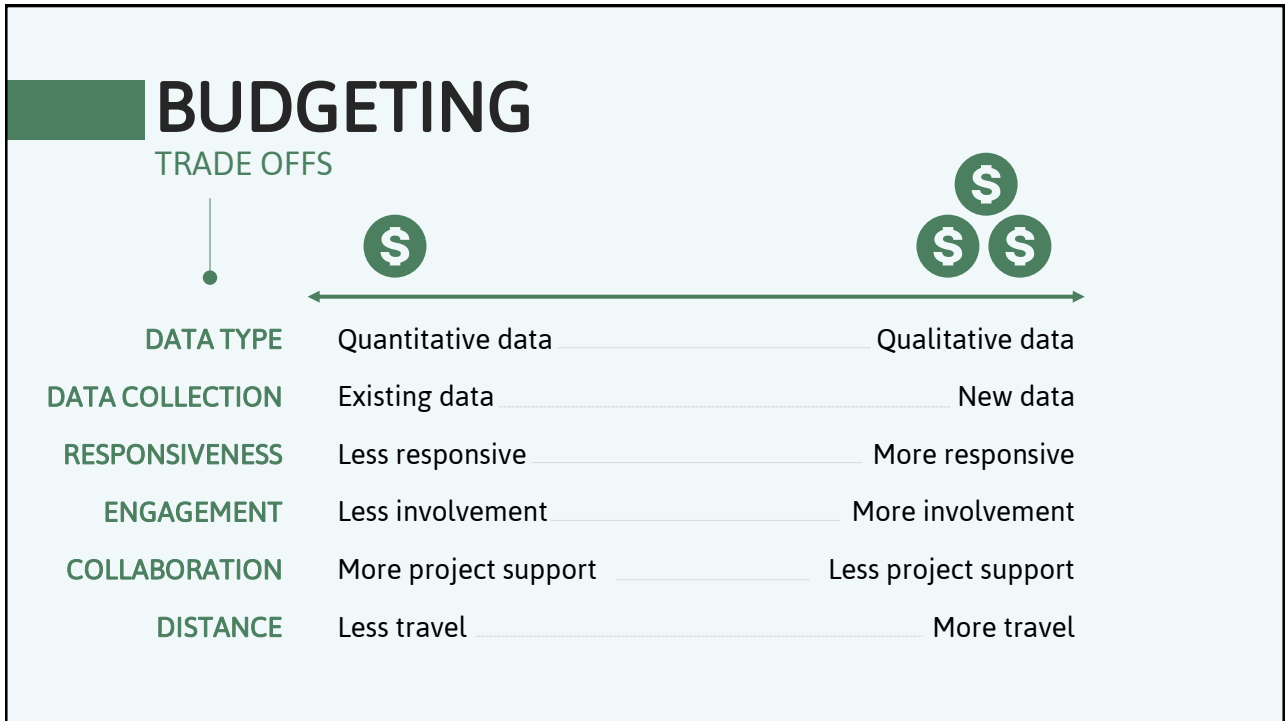 BUDGETING
TRADE OFFS
$ $
$ $
DATA TYPE Quantitative data Qualitative data
DATA COLLECTION Existing data New data
RESPONSIVENESS Less responsive More responsive
ENGAGEMENT Less involvement More involvement
COLLABORATION More project support Less project support
DISTANCE Less travel More travel